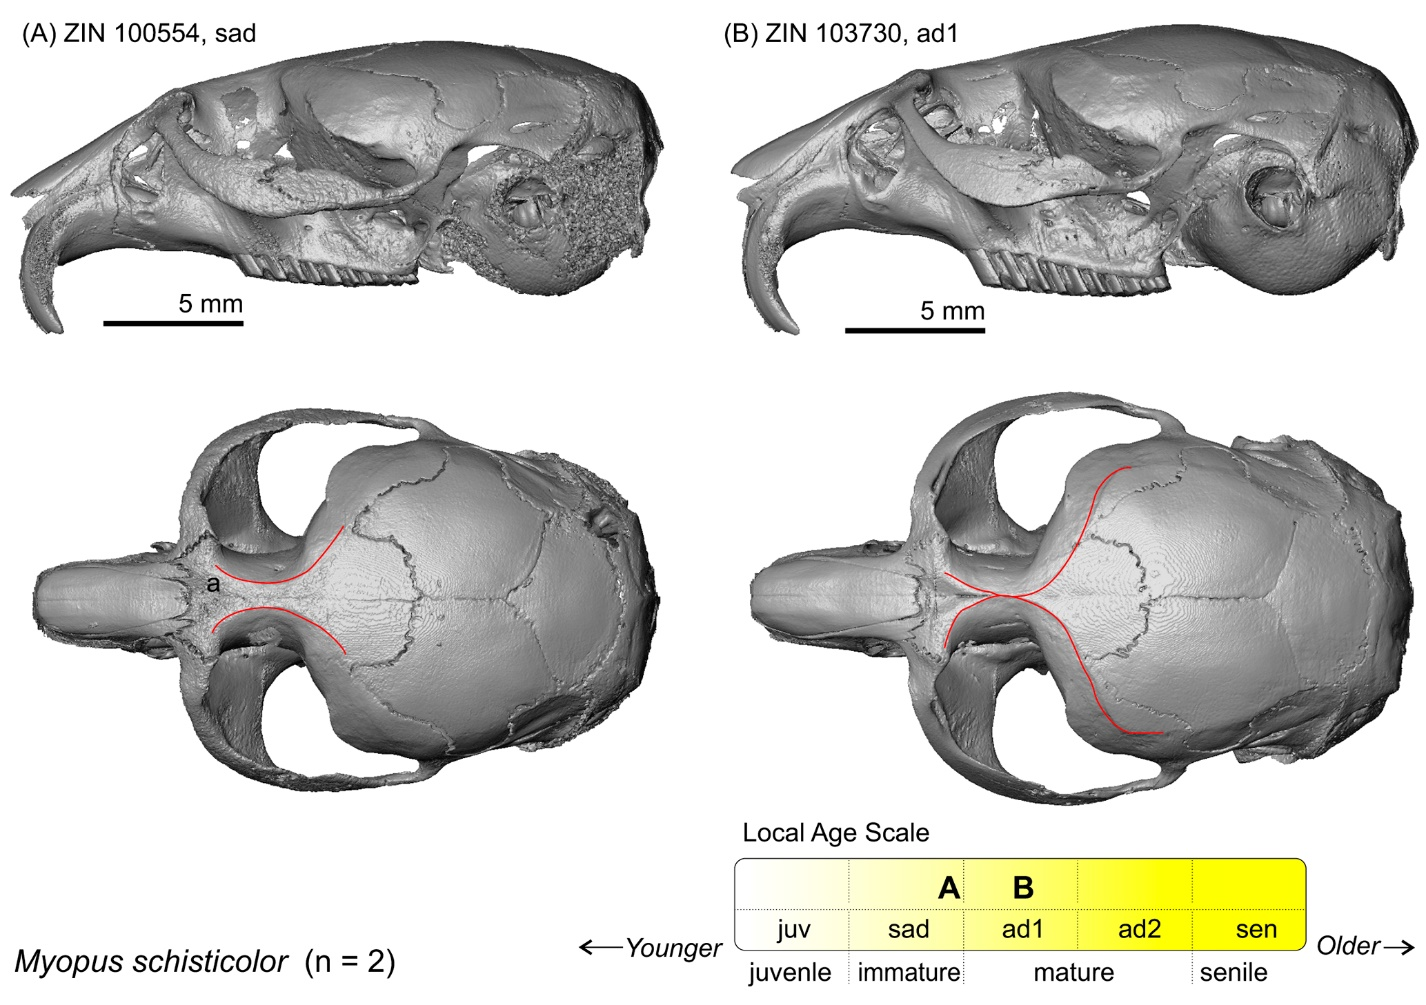 (A) ZIN 100554, sad
(B) ZIN 103730, ad1
5 mm
5 mm
a
Local Age Scale
A B
juv sad ad1 ad2 sen
←Younger Older→
juvenle immature mature senile
Myopus schisticolor (n = 2)